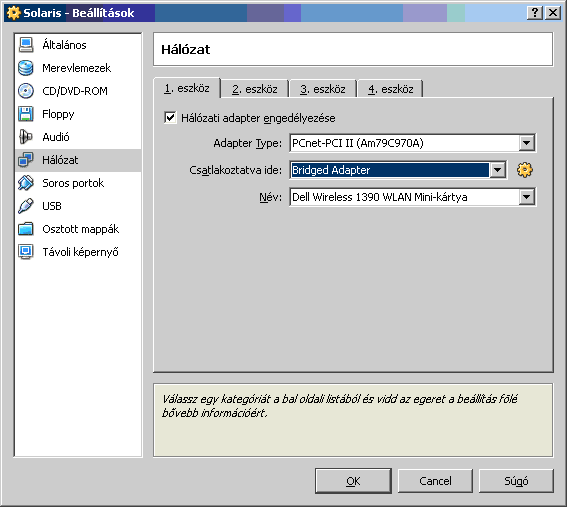 Solaris - Beállítások
Általános
Merevlemezek
CD/DVD-ROM
Floppy
Audió
Hálózat
Soros portok
USB
Osztott mappák
Távoli képernyő
Hálózat
1. eszköz 2. eszköz 3. eszköz 4. eszköz
Hálózati adapter engedélyezése
Adapter Type: PCnet-PCI II (Am79C970A)
Csatlakoztatva ide: Bridged Adapter
Név: Dell Wireless 1390 WLAN Mini-kártya
Válassz egy kategóriát a bal oldali listából és vidd az egeret a beállítás fölé
bővebb információért.
OK Cancel Súgó